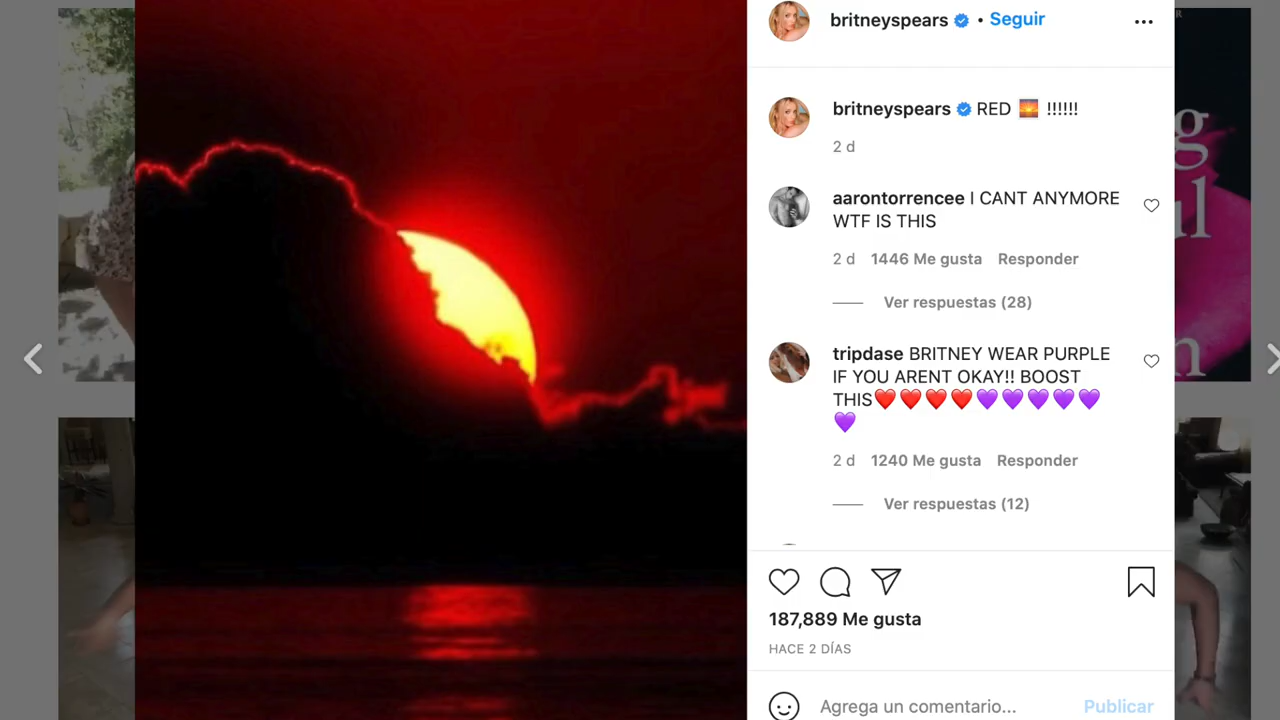 britneyspears • Seguir
britneyspears RED 🌅 !!!!!!
2 d
aarontorrencee I CANT ANYMORE
WTF IS THIS
2 d 1446 Me gusta Responder
Ver respuestas (28)
tripdase BRITNEY WEAR PURPLE
IF YOU ARENT OKAY!! BOOST
THIS❤️❤️❤️❤️💜💜💜💜💜
💜
2 d 1240 Me gusta Responder
Ver respuestas (12)
187,889 Me gusta
HACE 2 DÍAS
Agrega un comentario... Publicar
g
l
n